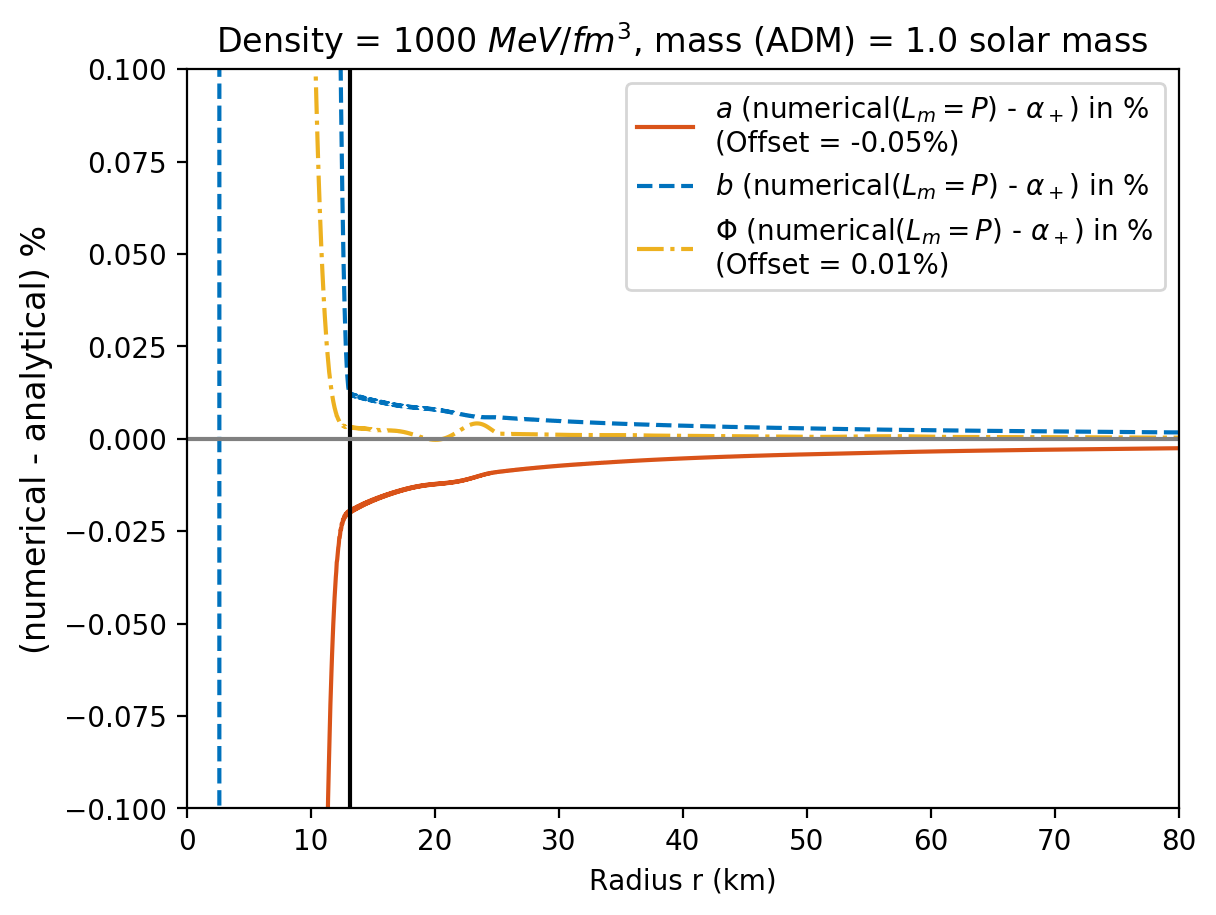 Density = 1000 MeV/fm³, mass (ADM) = 1.0 solar mass
a (numerical(Lₘ = P) - α₊) in %
(Offset = -0.05%)
b (numerical(Lₘ = P) - α₊) in %
Φ (numerical(Lₘ = P) - α₊) in %
(Offset = 0.01%)
(numerical - analytical) %
0.100
0.075
0.050
0.025
0.000
−0.025
−0.050
−0.075
−0.100
0 10 20 30 40 50 60 70 80
Radius r (km)